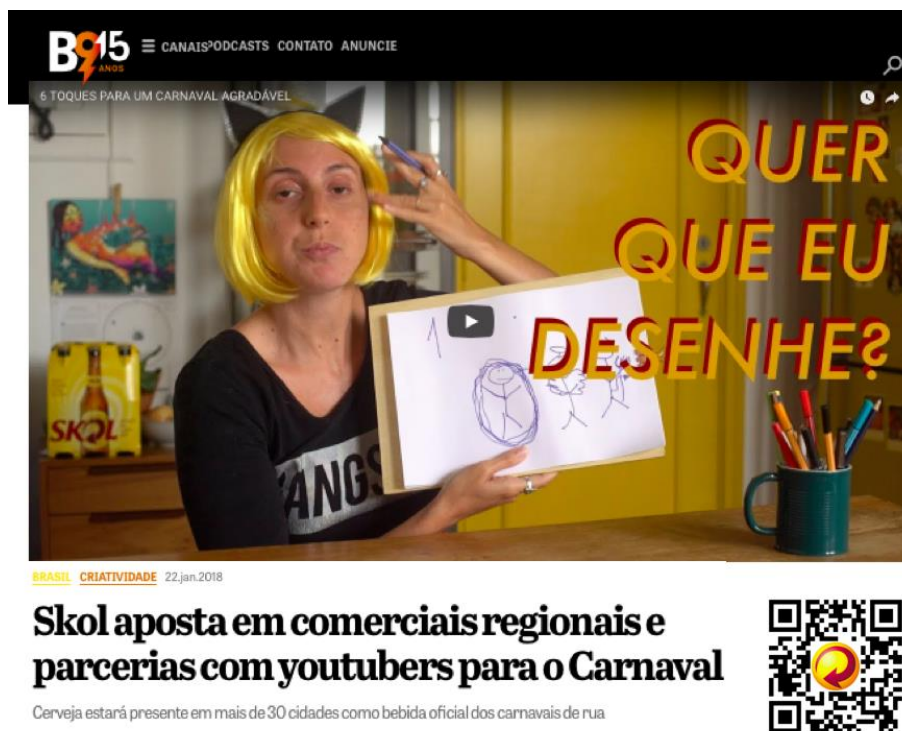 B9 15
ANOS
CANAIS PODCASTS CONTATO ANUNCIE
6 TOQUES PARA UM CARNAVAL AGRADÁVEL
QUER
QUE EU
DESENHE?
SKOL
1
ANGS
BRASIL CRIATIVIDADE 22.jan.2018
Skol aposta em comerciais regionais e
parcerias com youtubers para o Carnaval
Cerveja estará presente em mais de 30 cidades como bebida oficial dos carnavais de rua